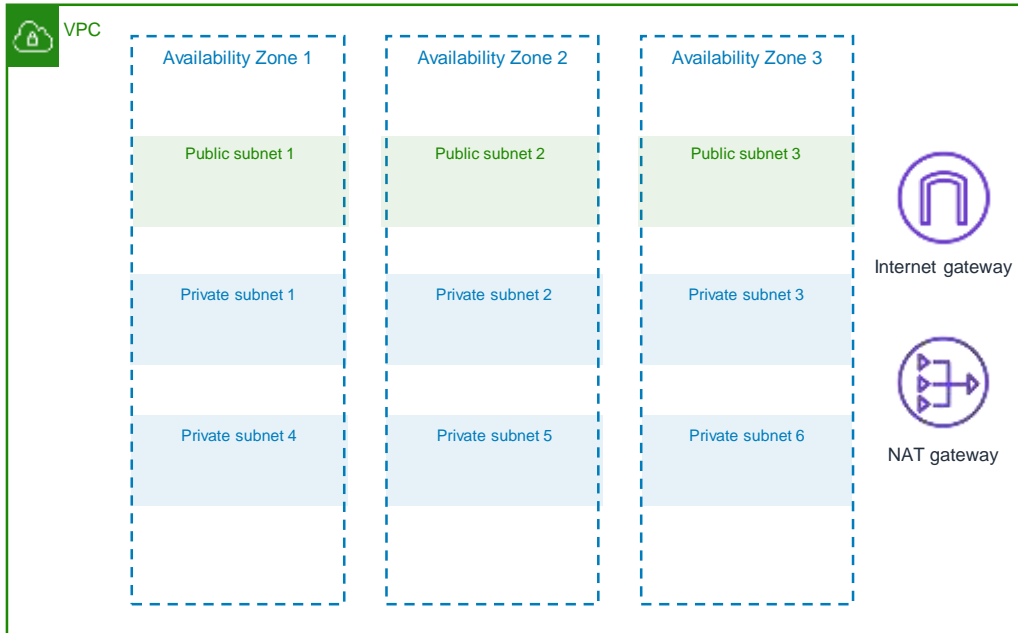 VPC
Availability Zone 1
Availability Zone 2
Availability Zone 3
Public subnet 1
Public subnet 2
Public subnet 3
Internet gateway
Private subnet 1
Private subnet 2
Private subnet 3
Private subnet 4
Private subnet 5
Private subnet 6
NAT gateway